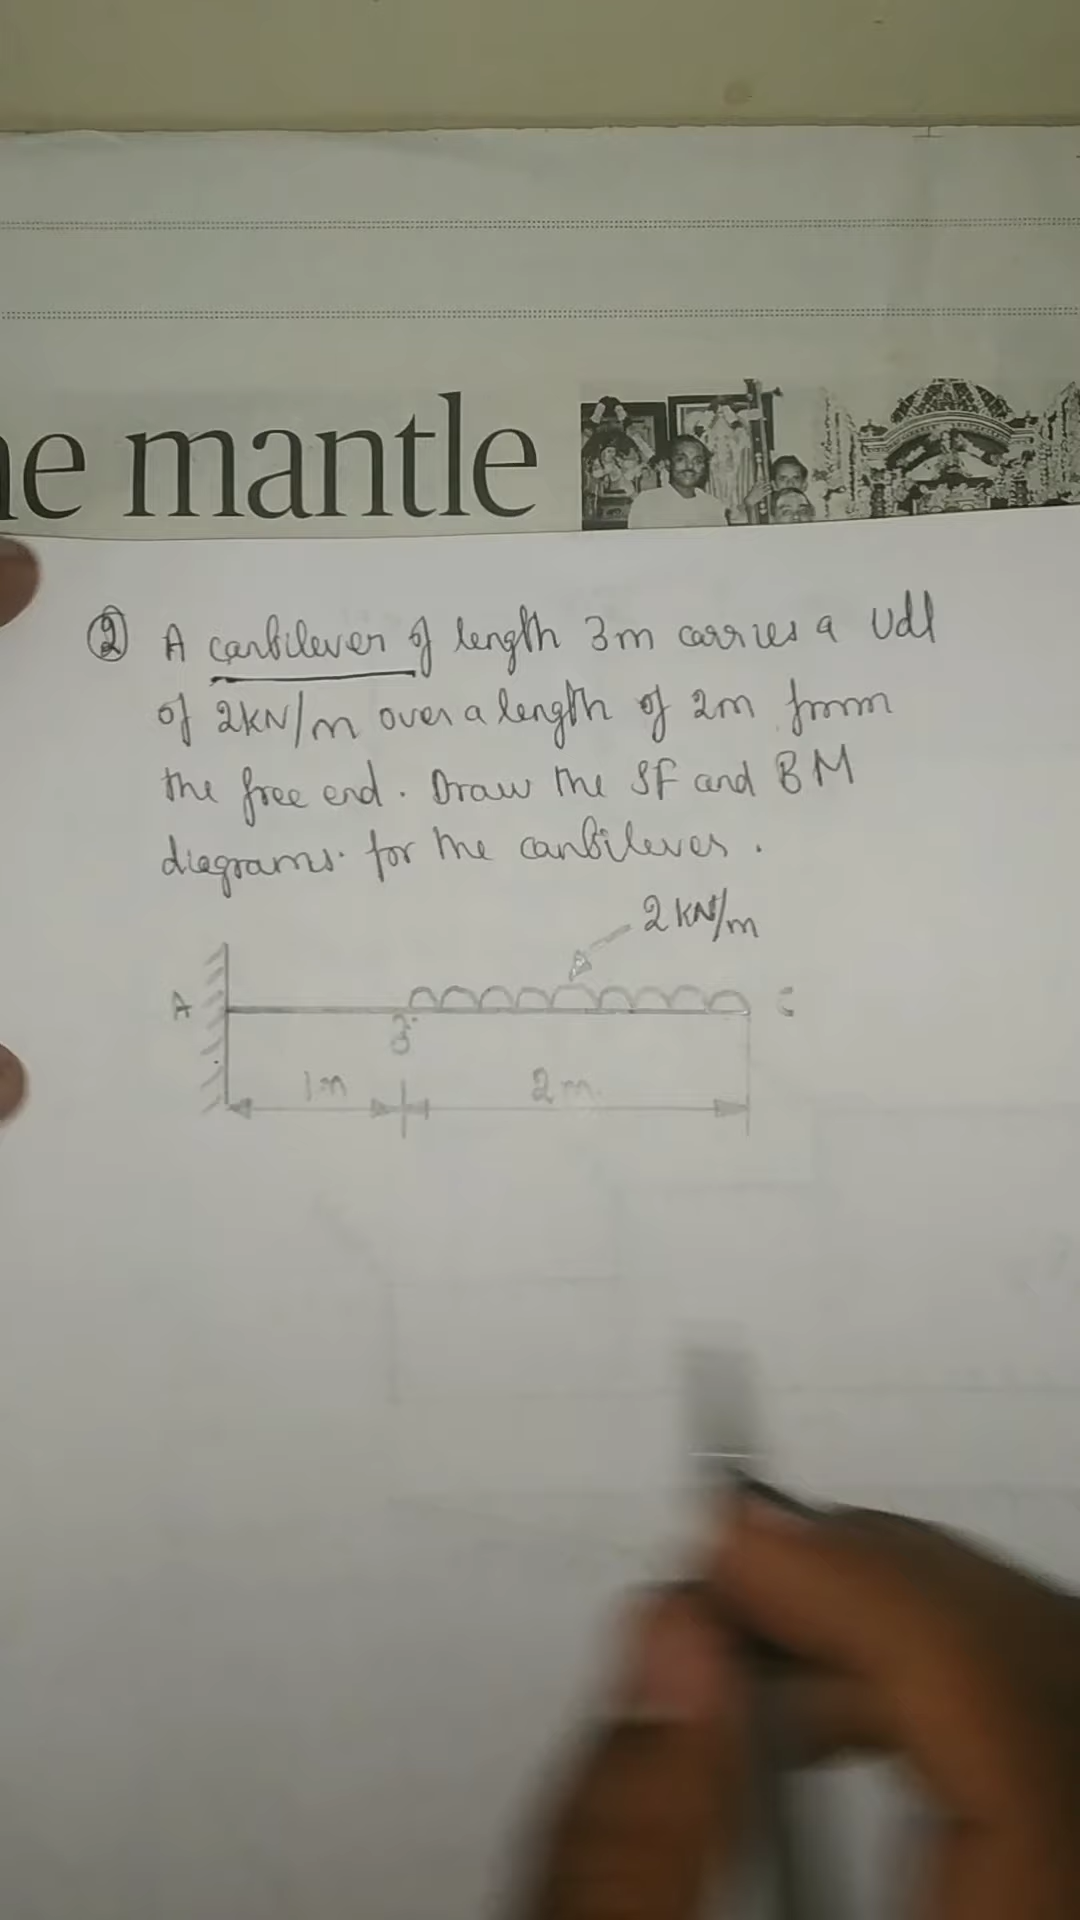 he mantle
② A cantilever of length 3m carries a Udl
of 2KN/m over a length of 2m from
the free end. Draw the SF and BM
diagrams. for the cantilever.
2 KN/m
A
1m
2m.